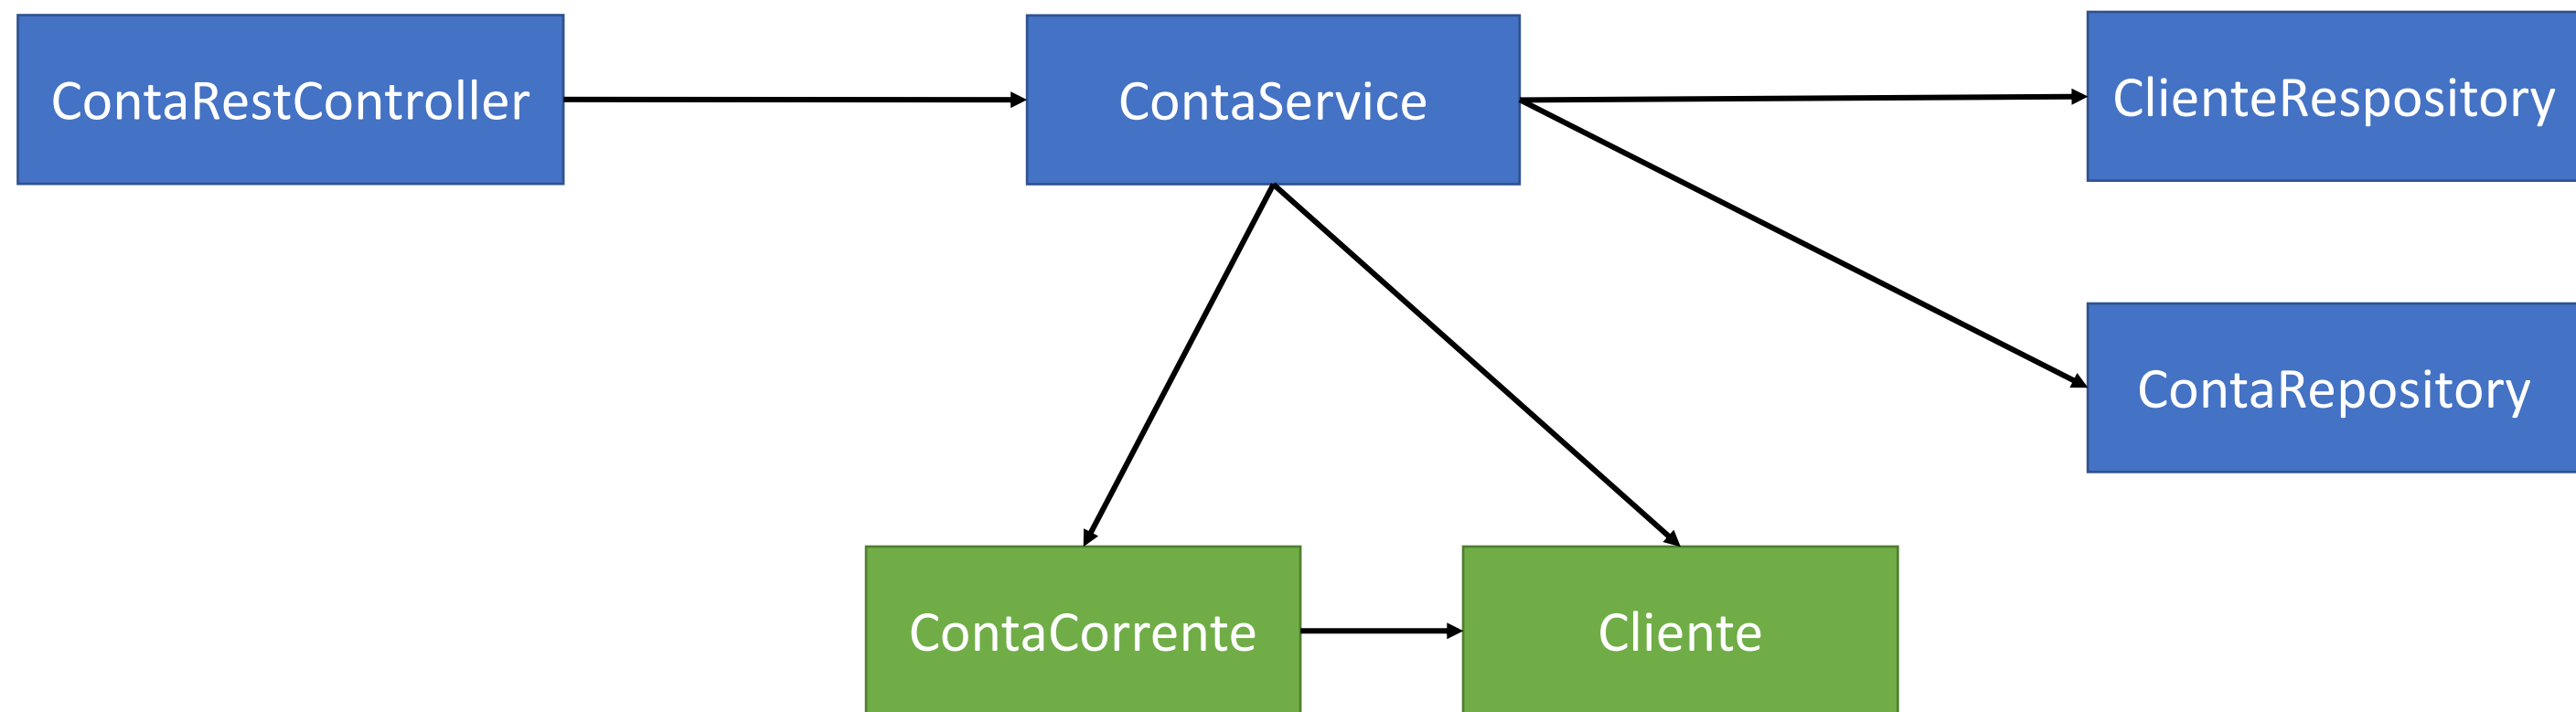 ContaRestController
ContaService
ClienteRespository
ContaRepository
ContaCorrente
Cliente